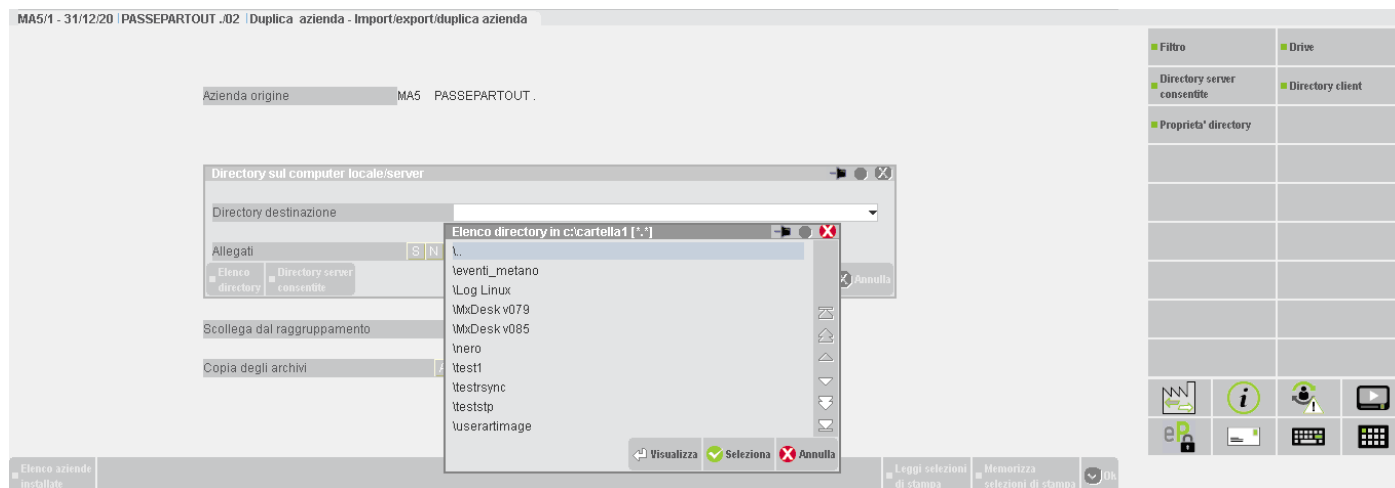 MA5/1 - 31/12/20 | PASSEPARTOUT ./02 | Duplica azienda - Import/export/duplica azienda
Filtro
Drive
Directory server
consentite
Directory client
Proprieta' directory
Azienda origine MA5 PASSEPARTOUT .
Directory sul computer locale/server
Directory destinazione
Allegati S N
Elenco
directory
Directory server
consentite
Annulla
Scollega dal raggruppamento
Copia degli archivi
Elenco directory in c:\cartella1 [*.*]
\..
\eventi_metano
\Log Linux
\MxDesk v079
\MxDesk v085
\nero
\test1
\testrsync
\teststp
\userartimage
Visualizza Seleziona Annulla
Elenco aziende
installate
Leggi selezioni
di stampa
Memorizza
selezioni di stampa
Ok